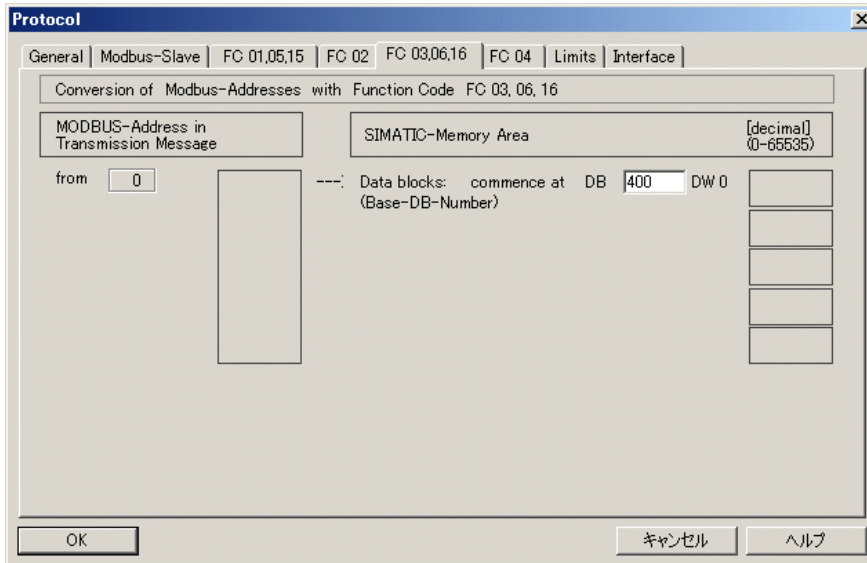 Protocol
General Modbus-Slave FC 01,05,15 FC 02 FC 03,06,16 FC 04 Limits Interface
Conversion of Modbus-Addresses with Function Code FC 03, 06, 16
MODBUS-Address in
Transmission Message
SIMATIC-Memory Area
[decimal]
(0-65535)
from 0 ---: Data blocks: commence at DB 400 DW 0
(Base-DB-Number)
OK キャンセル ヘルプ